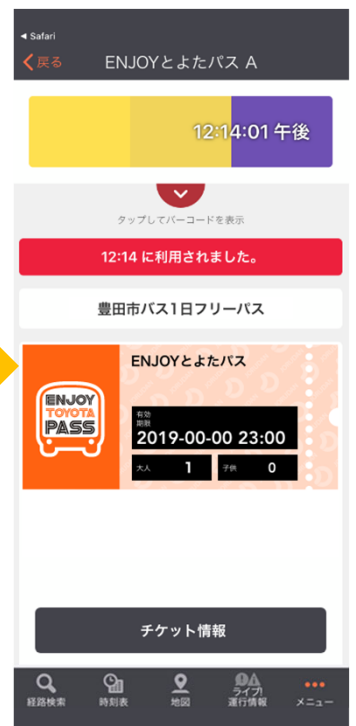 ◀ Safari
戻る
ENJOYとよたパス A
12:14:01 午後
タップしてバーコードを表示
12:14 に利用されました。
豊田市バス1日フリーパス
ENJOYとよたパス
ENJOY
TOYOTA
PASS
有効
期限
2019-00-00 23:00
大人 1 子供 0
チケット情報
経路検索
時刻表
地図
ライブ!
運行情報
メニュー